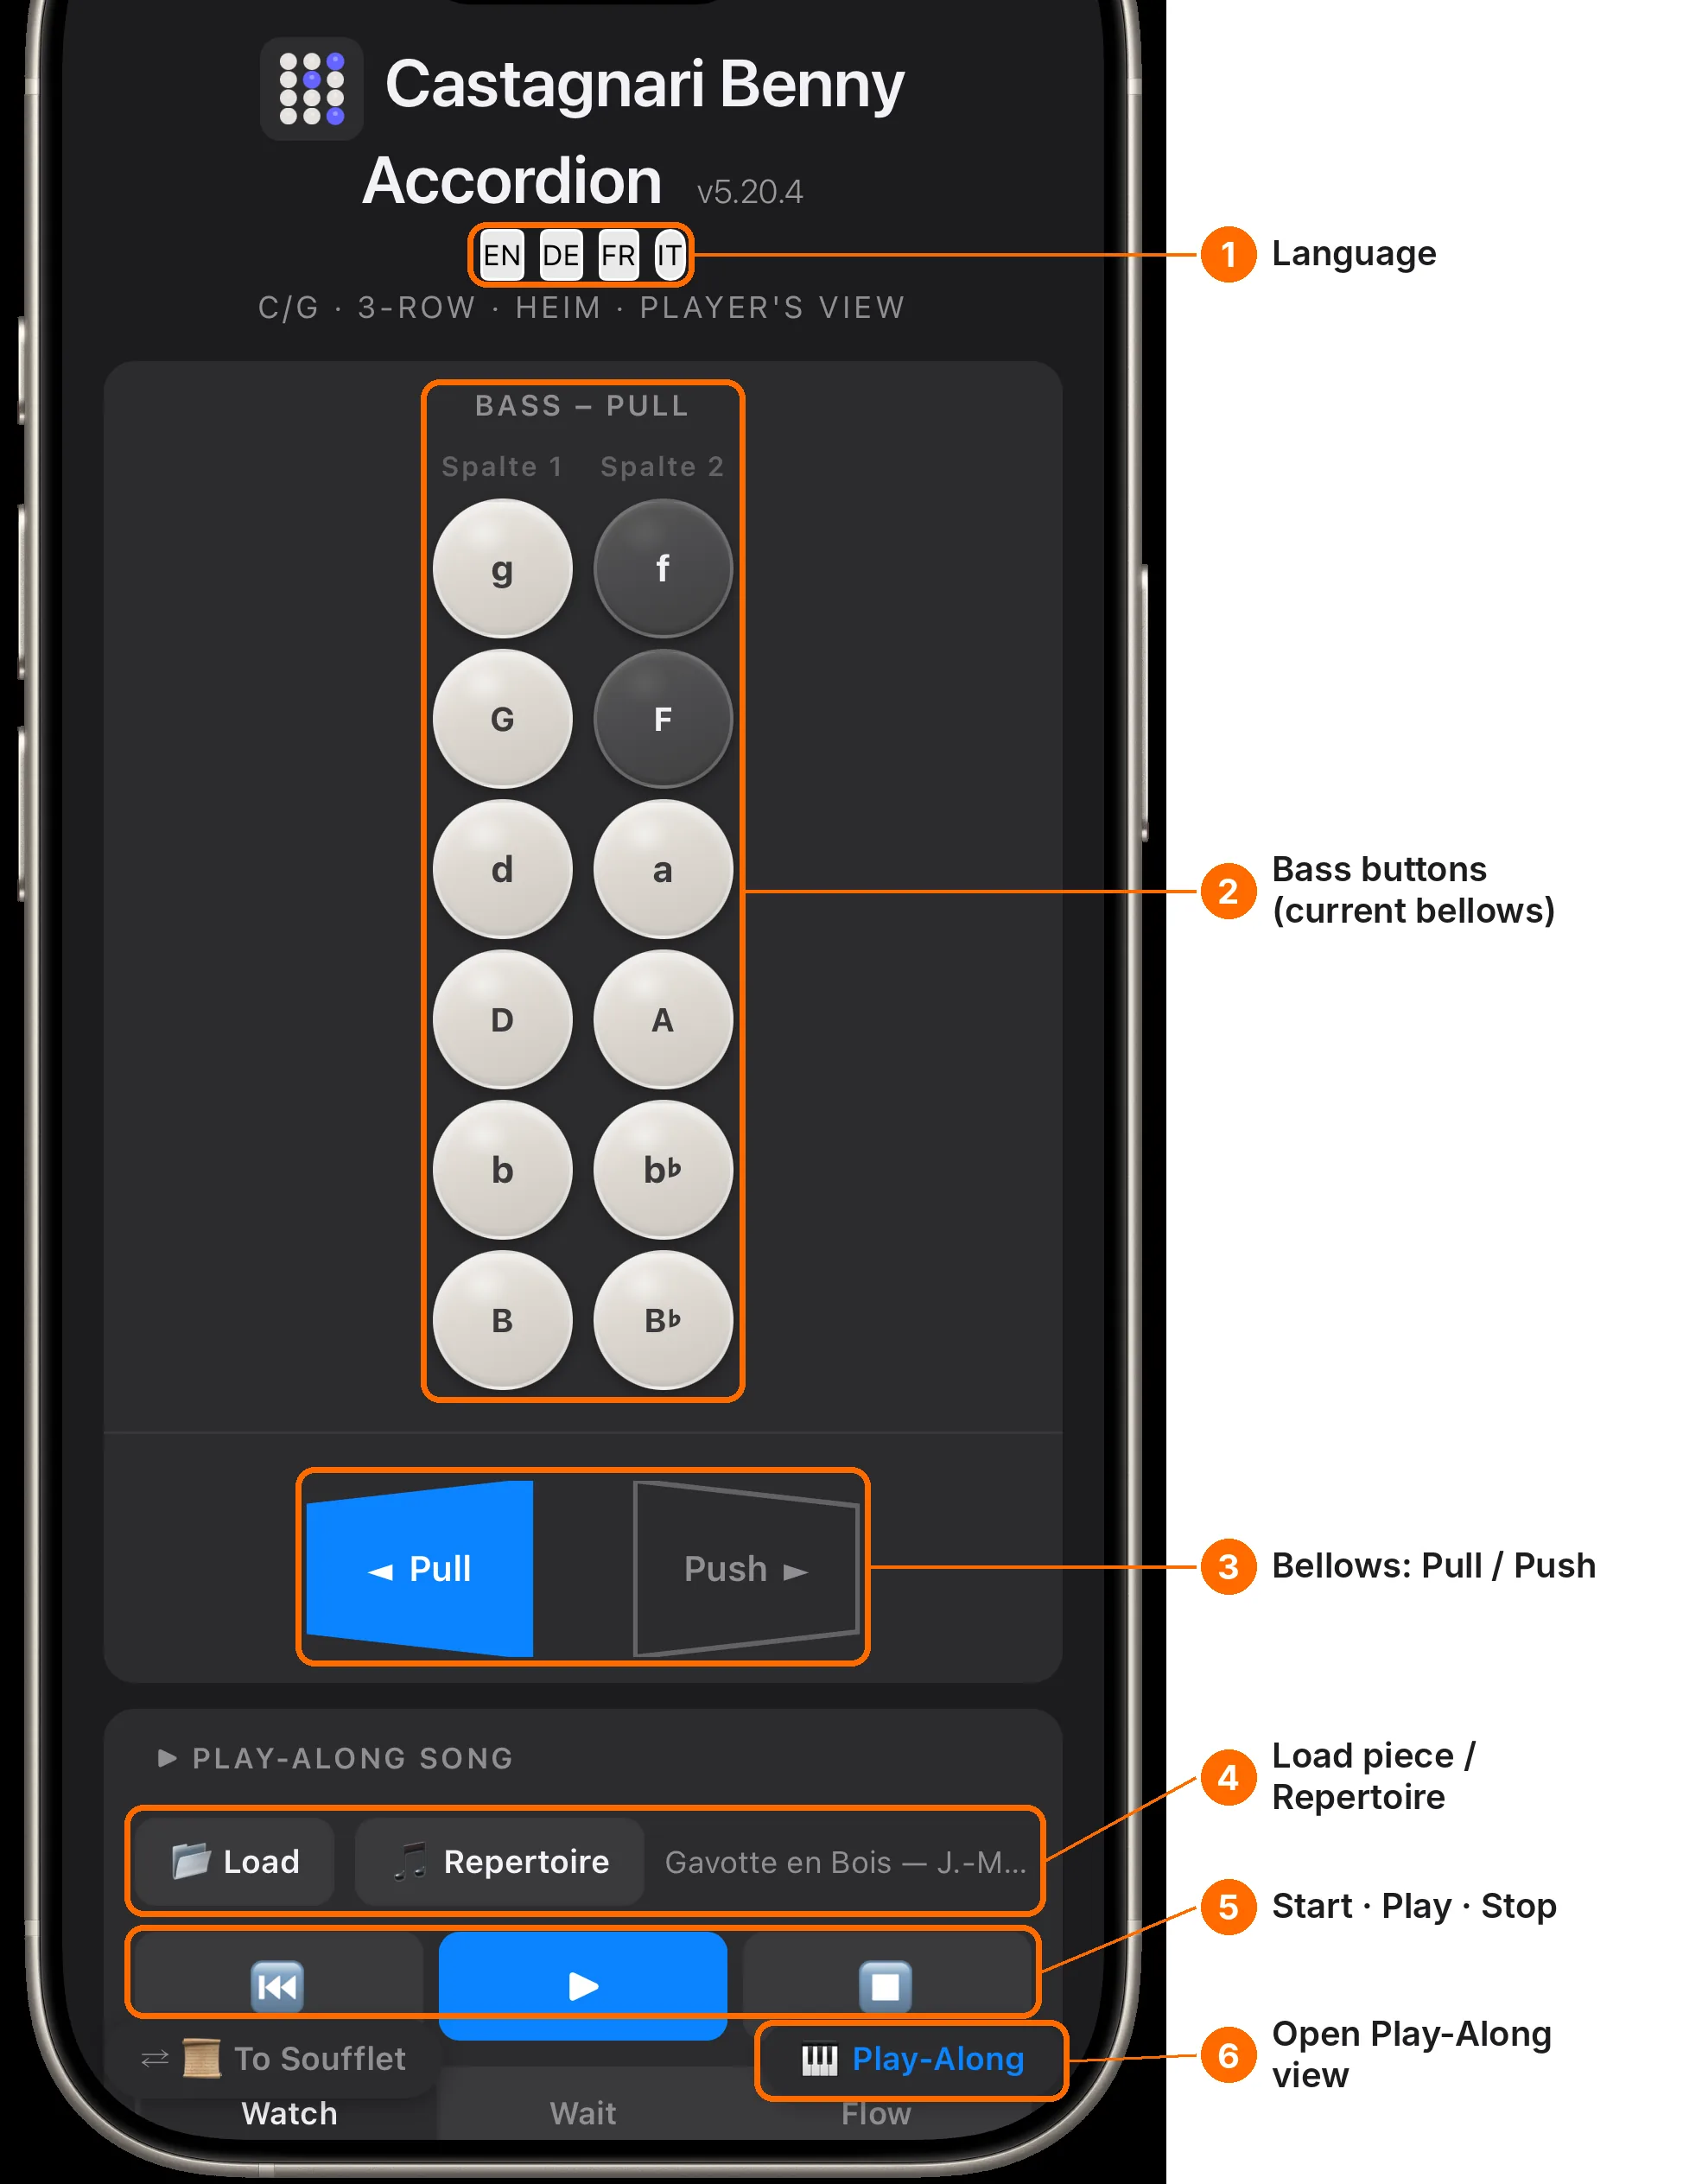 Castagnari Benny
Accordion v5.20.4
EN DE FR IT
1 Language
C/G · 3-ROW · HEIM · PLAYER'S VIEW
BASS – PULL
Spalte 1 Spalte 2
g f
G F
d a
2 Bass buttons
(current bellows)
D A
b b♭
B B♭
◄ Pull Push ►
3 Bellows: Pull / Push
▶ PLAY-ALONG SONG
Load Repertoire Gavotte en Bois — J.-M...
4 Load piece /
Repertoire
5 Start · Play · Stop
⇄ To Soufflet Play-Along
6 Open Play-Along
view
Watch Wait Flow